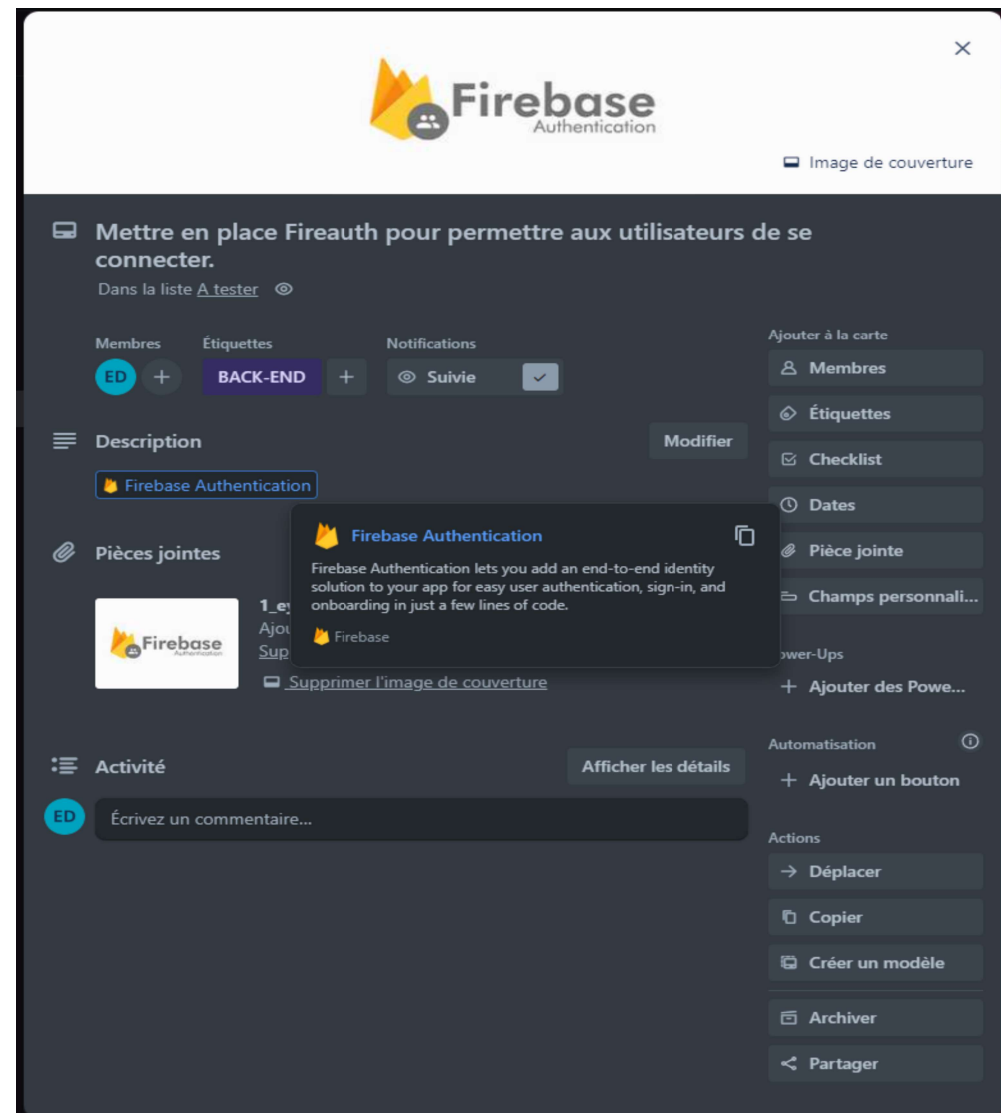 Firebase
Authentication
Image de couverture
Mettre en place Fireauth pour permettre aux utilisateurs de se
connecter.
Dans la liste A tester
Membres Étiquettes Notifications
ED BACK-END Suivie
Description Modifier
Firebase Authentication
Firebase Authentication
Firebase Authentication lets you add an end-to-end identity
solution to your app for easy user authentication, sign-in, and
onboarding in just a few lines of code.
Firebase
Pièces jointes
Firebase
Authentication
Supprimer l'image de couverture
Activité Afficher les détails
ED Écrivez un commentaire...
Ajouter à la carte
Membres
Étiquettes
Checklist
Dates
Pièce jointe
Champs personnali...
Power-Ups
Ajouter des Powe...
Automatisation
Ajouter un bouton
Actions
Déplacer
Copier
Créer un modèle
Archiver
Partager